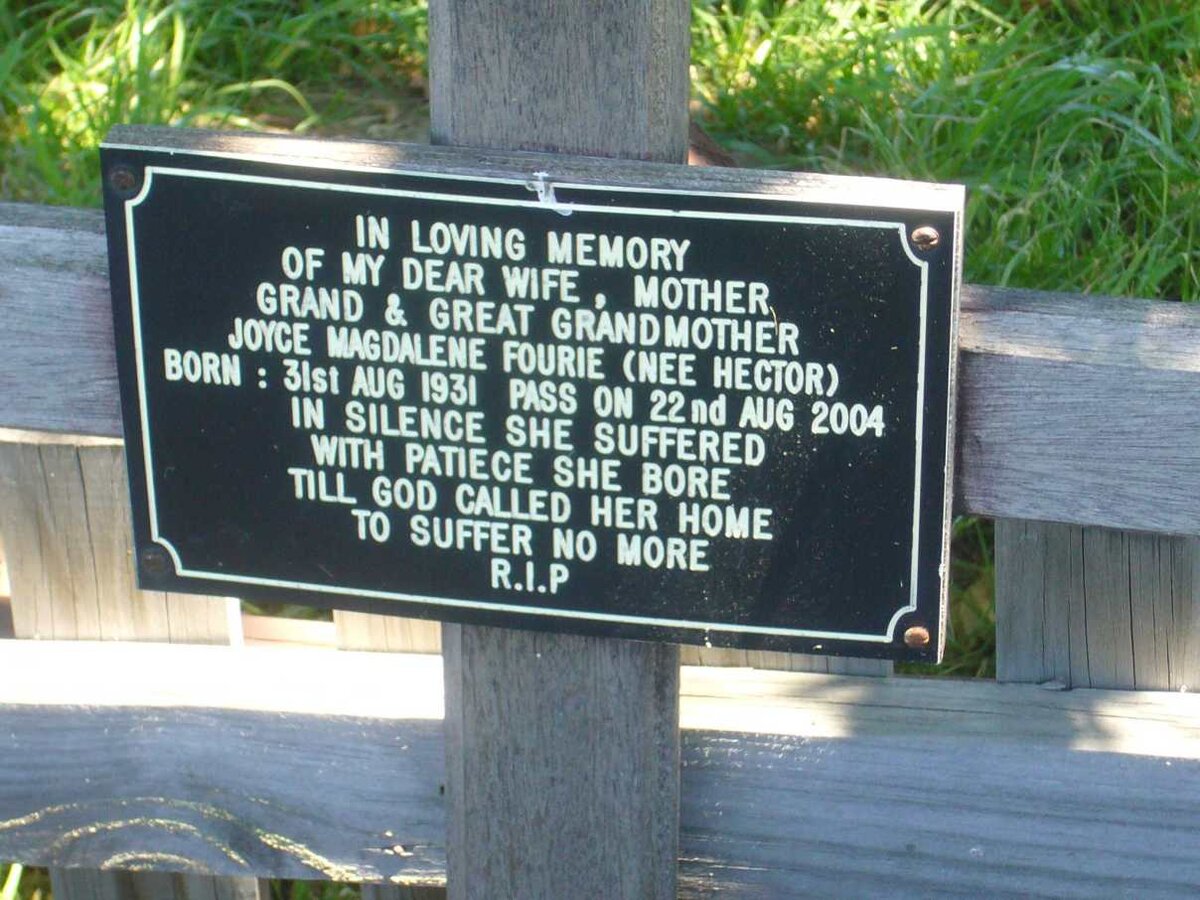 IN LOVING MEMORY
OF MY DEAR WIFE, MOTHER,
GRAND & GREAT GRANDMOTHER
JOYCE MAGDALENE FOURIE (NEE HECTOR)
BORN : 31st AUG 1931 PASS ON 22nd AUG 2004
IN SILENCE SHE SUFFERED
WITH PATIECE SHE BORE
TILL GOD CALLED HER HOME
TO SUFFER NO MORE
R.I.P